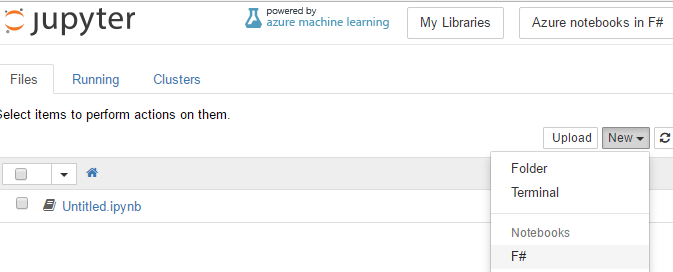 jupyter
powered by
azure machine learning
My Libraries
Azure notebooks in F#
Files
Running
Clusters
Select items to perform actions on them.
Upload
New
Folder
Terminal
Untitled.ipynb
Notebooks
F#